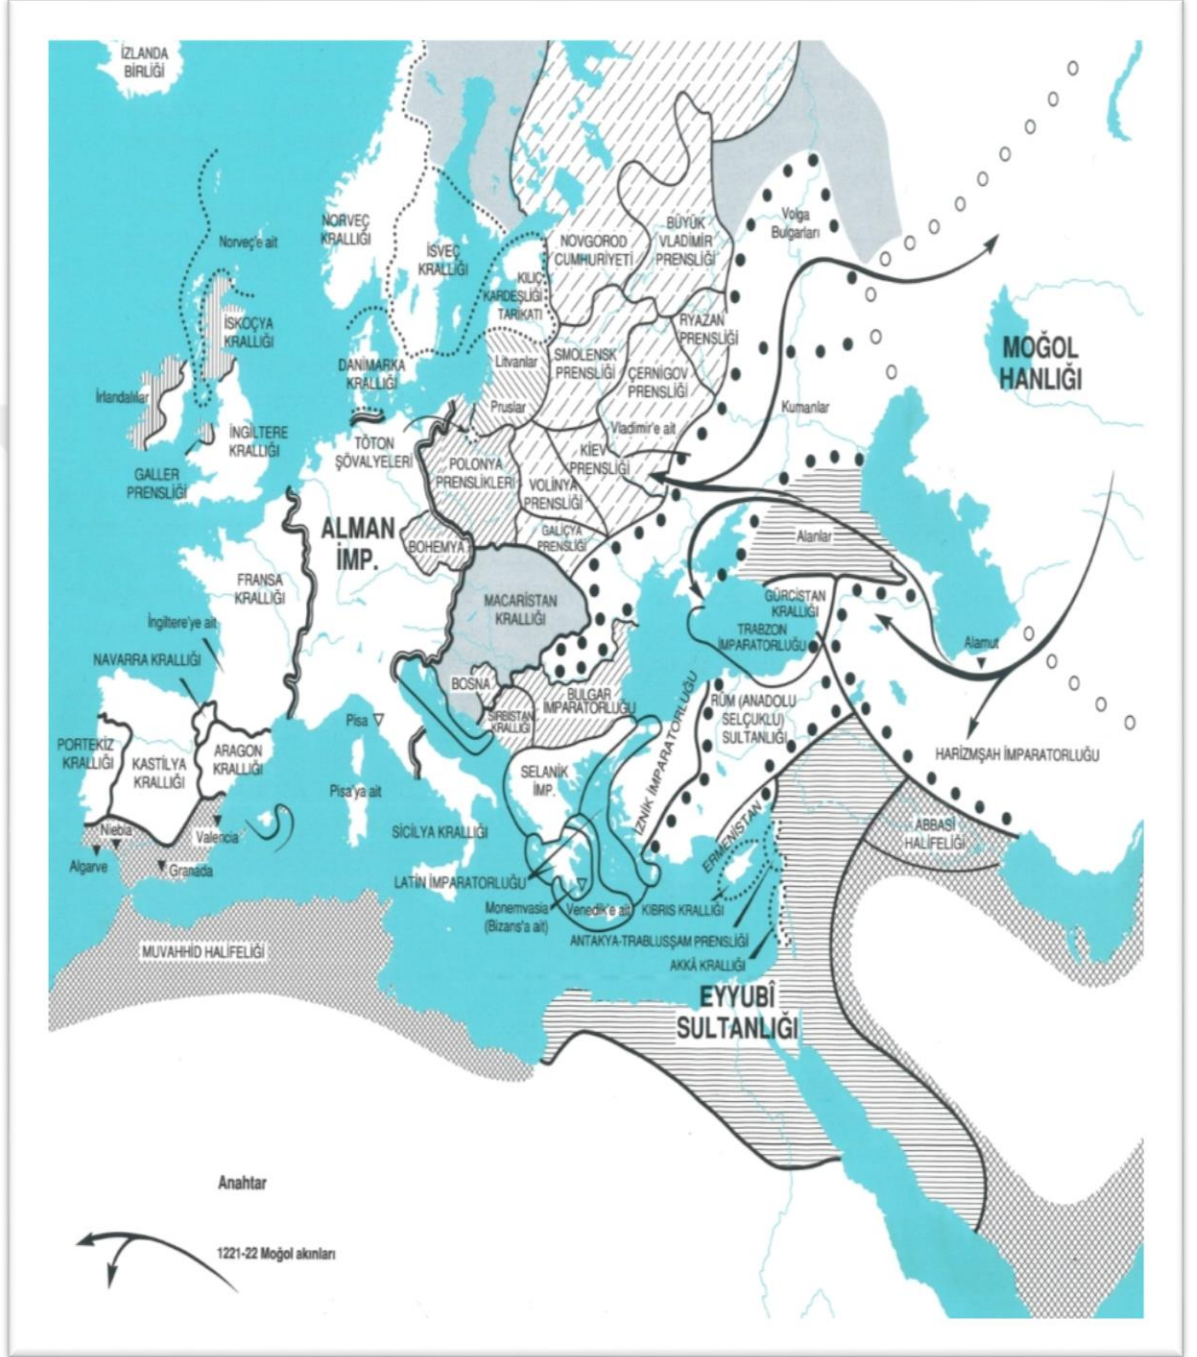 İZLANDA
BİRLİĞİ
Norveç'e ait
NORVEÇ
KRALLIĞI
İSVEÇ
KRALLIĞI
NOVGOROD
CUMHURİYETİ
BÜYÜK
VLADİMİR
PRENSLİĞİ
Volga
Bulgarları
KILIÇ
KARDEŞLİĞİ
TARİKATI
İSKOÇYA
KRALLIĞI
RYAZAN
PRENSLİĞİ
MOĞOL
HANLIĞI
DANİMARKA
KRALLIĞI
Litvanlar
SMOLENSK
PRENSLİĞİ
ÇERNİGOV
PRENSLİĞİ
İrlandalılar
Pruslar
Kumanlar
Vladimir'e ait
İNGİLTERE
KRALLIĞI
TÖTON
ŞÖVALYELERİ
GALLER
PRENSLİĞİ
POLONYA
PRENSLİKLERİ
KİEV
PRENSLİĞİ
VOLİNYA
PRENSLİĞİ
ALMAN
İMP.
BOHEMYA
GALİÇYA
PRENSLİĞİ
Alanlar
FRANSA
KRALLIĞI
MACARİSTAN
KRALLIĞI
GÜRCİSTAN
KRALLIĞI
İngiltere'ye ait
TRABZON
İMPARATORLUĞU
Alamut
NAVARRA KRALLIĞI
BOSNA
BULGAR
İMPARATORLUĞU
SIRBİSTAN
KRALLIĞI
RÛM (ANADOLU
SELÇUKLU)
SULTANLIĞI
Pisa
PORTEKİZ
KRALLIĞI
KASTİLYA
KRALLIĞI
ARAGON
KRALLIĞI
HARİZMŞAH İMPARATORLUĞU
SELANİK
İMP.
İZNİK İMPARATORLUĞU
Pisa'ya ait
Niebla
Valencia
SİCİLYA KRALLIĞI
ERMENİSTAN
ABBASİ
HALİFELİĞİ
Algarve
Granada
LATİN İMPARATORLUĞU
Monemvasia
(Bizans'a ait)
Venedik'e ait
KIBRIS KRALLIĞI
ANTAKYA-TRABLUSŞAM PRENSLİĞİ
AKKÂ KRALLIĞI
MUVAHHİD HALİFELİĞİ
EYYUBÎ
SULTANLIĞI
Anahtar
1221-22 Moğol akınları